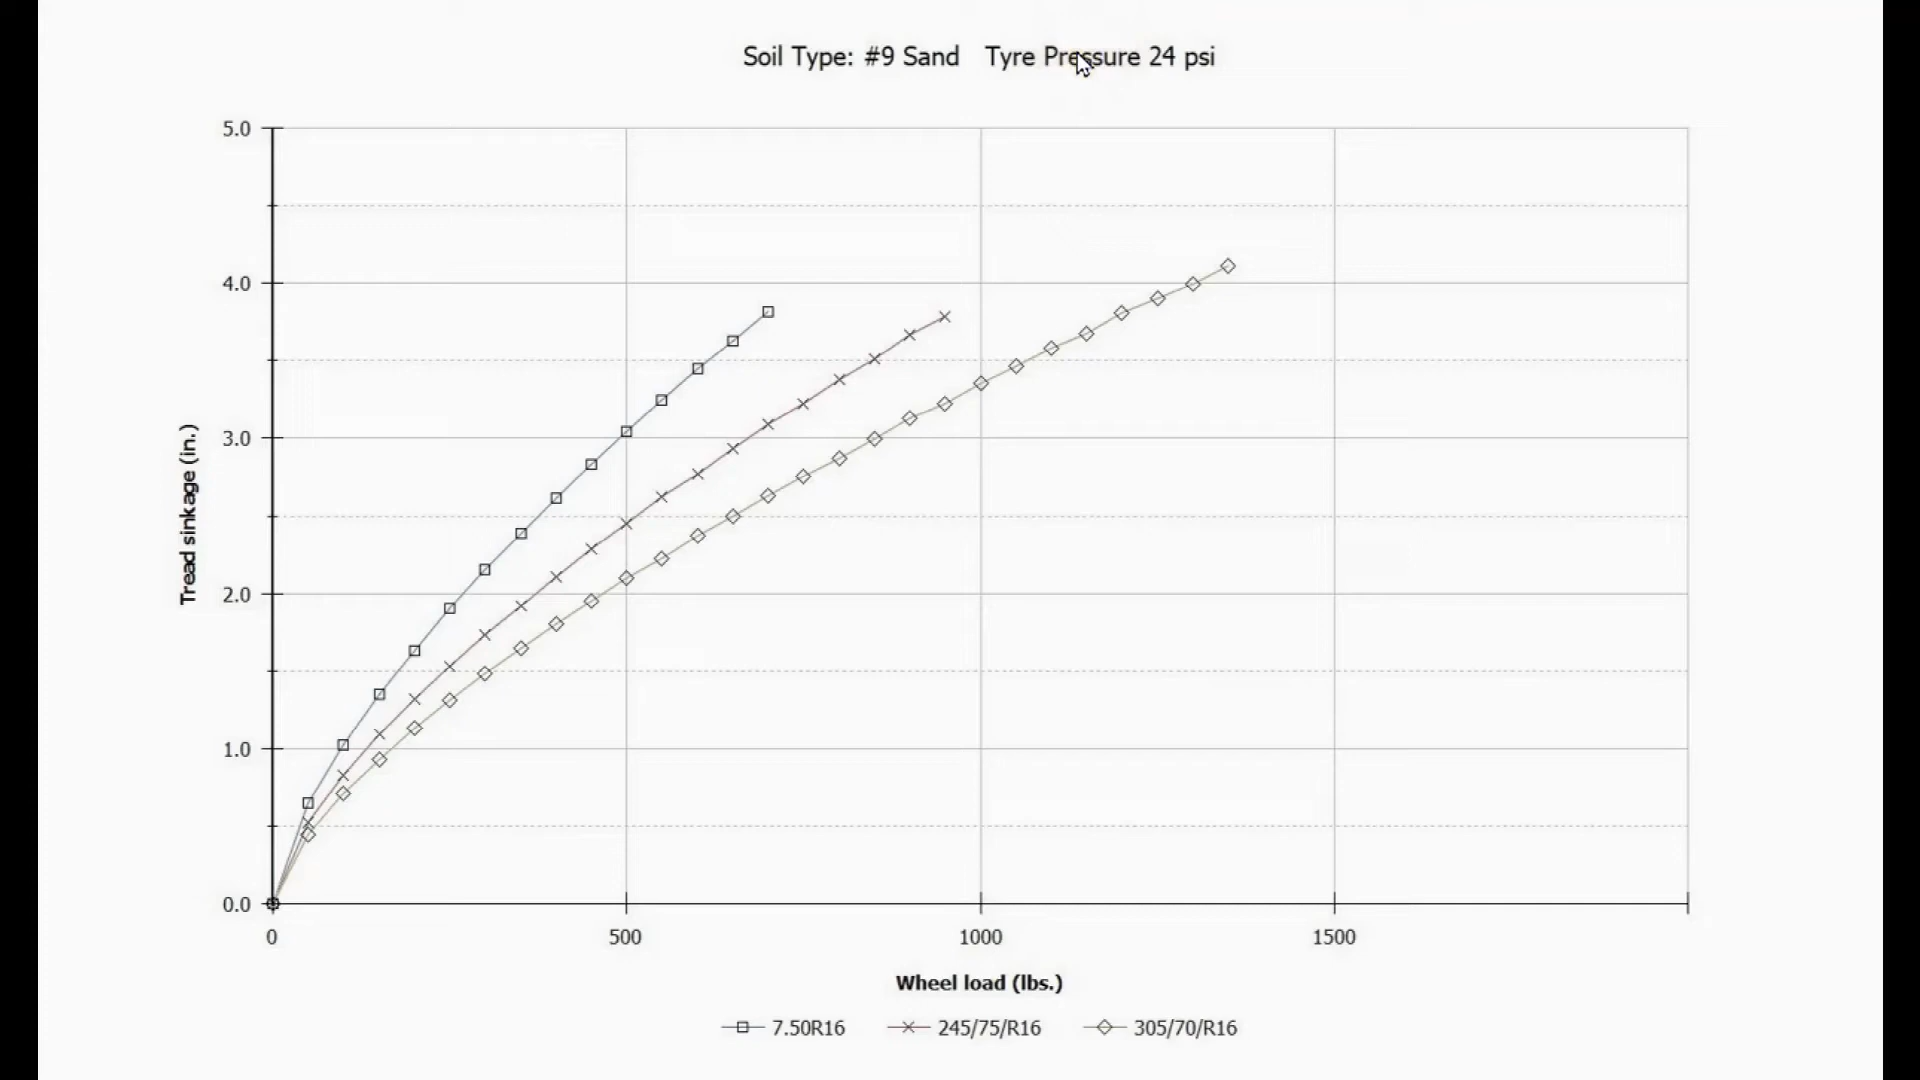 Soil Type: #9 Sand Tyre Pressure 24 psi
5.0
4.0
3.0
2.0
1.0
0.0
Tread sinkage (in.)
0 500 1000 1500
Wheel load (lbs.)
7.50R16 245/75/R16 305/70/R16